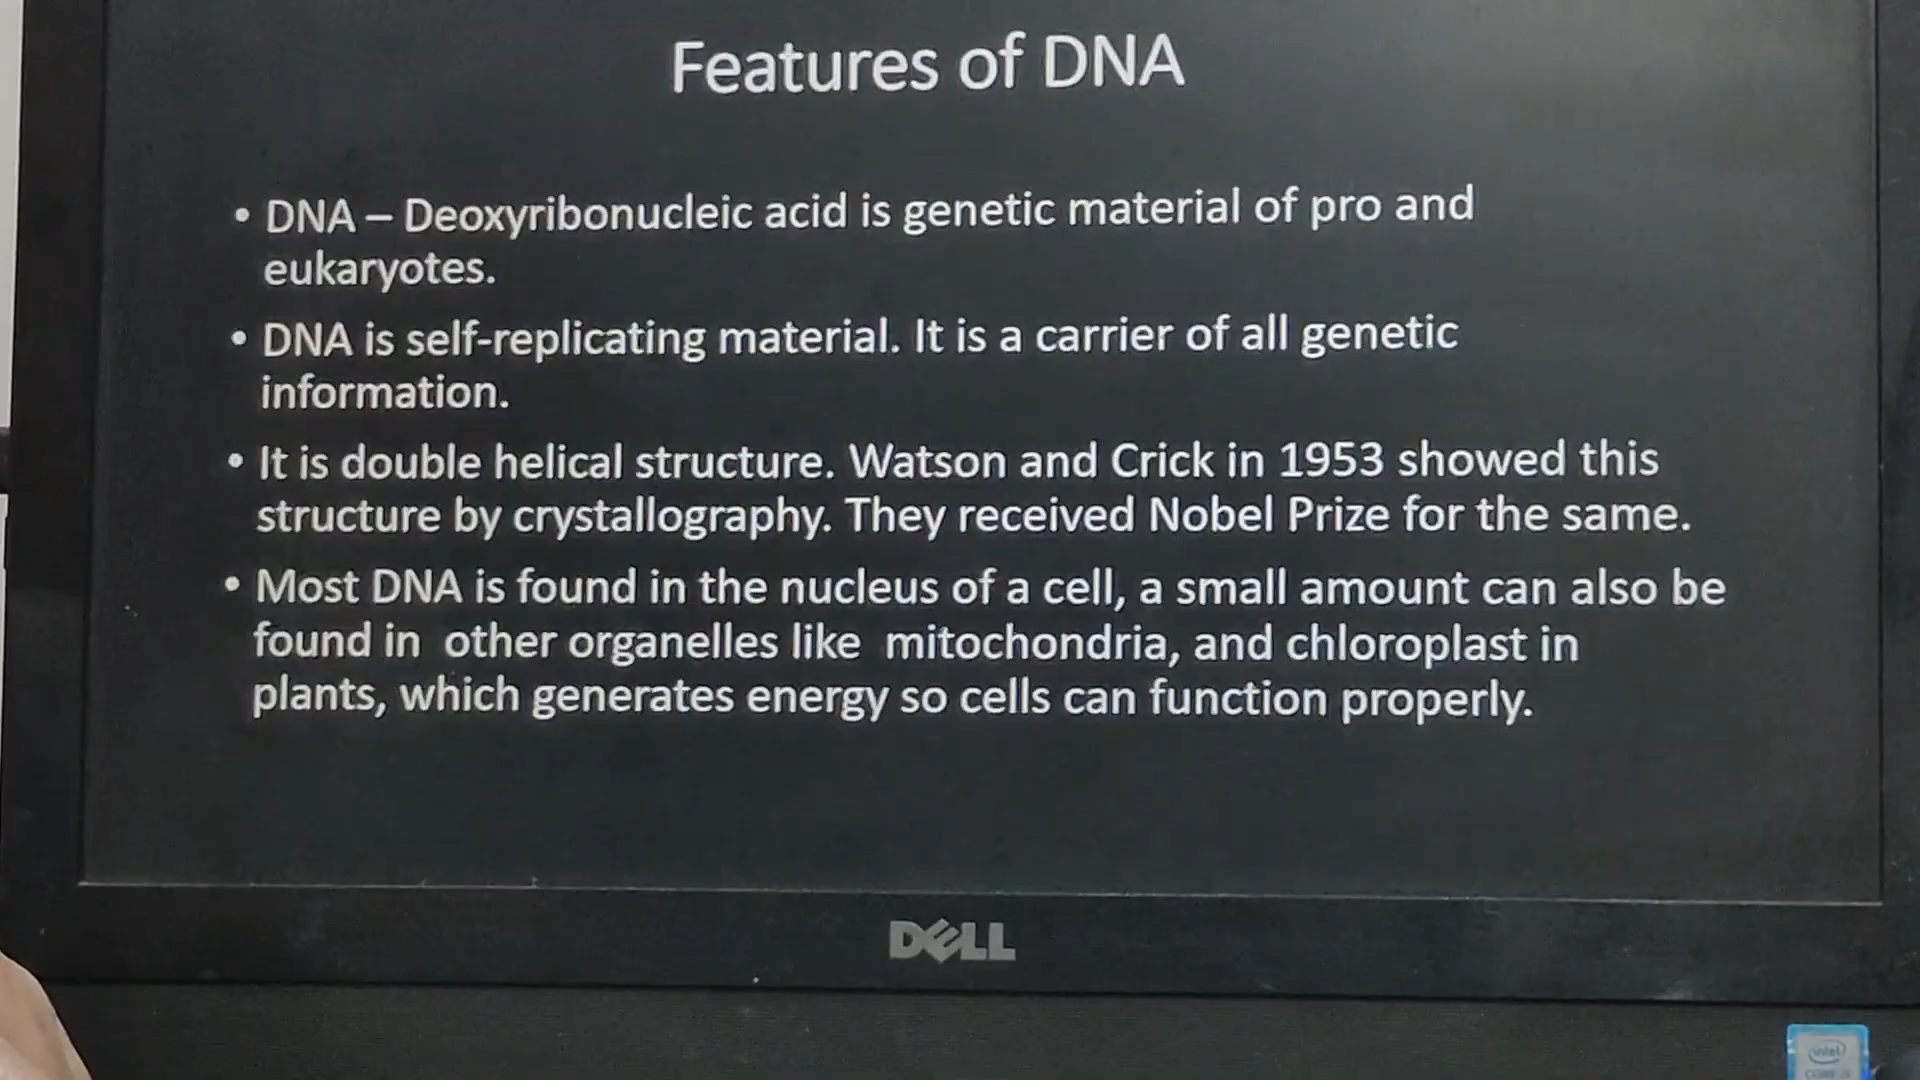 Features of DNA
• DNA – Deoxyribonucleic acid is genetic material of pro and
eukaryotes.
• DNA is self-replicating material. It is a carrier of all genetic
information.
• It is double helical structure. Watson and Crick in 1953 showed this
structure by crystallography. They received Nobel Prize for the same.
• Most DNA is found in the nucleus of a cell, a small amount can also be
found in other organelles like mitochondria, and chloroplast in
plants, which generates energy so cells can function properly.
DELL
intel